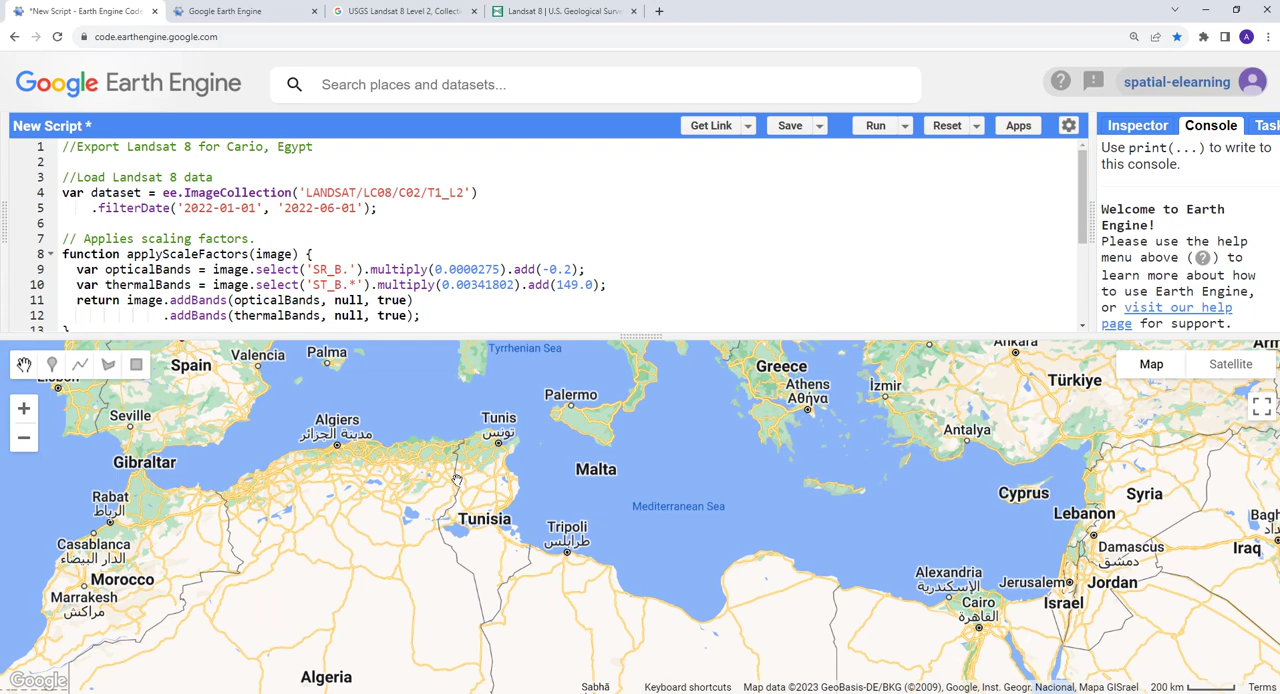 *New Script - Earth Engine Code
Google Earth Engine
USGS Landsat 8 Level 2, Collect
Landsat 8 | U.S. Geological Surve
code.earthengine.google.com
Google Earth Engine
Search places and datasets...
spatial-elearning
New Script *
Get Link
Save
Run
Reset
Apps
Inspector
Console
Task
1 //Export Landsat 8 for Cario, Egypt
2
3 //Load Landsat 8 data
4 var dataset = ee.ImageCollection('LANDSAT/LC08/C02/T1_L2')
5 .filterDate('2022-01-01', '2022-06-01');
6
7 // Applies scaling factors.
8 function applyScaleFactors(image) {
9 var opticalBands = image.select('SR_B.').multiply(0.0000275).add(-0.2);
10 var thermalBands = image.select('ST_B.*').multiply(0.00341802).add(149.0);
11 return image.addBands(opticalBands, null, true)
12 .addBands(thermalBands, null, true);
13 }
Use print(...) to write to
this console.
Welcome to Earth
Engine!
Please use the help
menu above (?) to
learn more about how
to use Earth Engine,
or visit our help
page for support.
Map
Satellite
Spain
Valencia
Palma
Tyrrhenian Sea
Greece
Ankara
Lisbon
Athens
Αθήνα
İzmir
Türkiye
Palermo
Seville
Algiers
مدينة الجزائر
Tunis
تونس
Antalya
Gibraltar
Malta
Cyprus
Syria
Rabat
الرباط
Mediterranean Sea
Lebanon
Tunisia
Tripoli
طرابلس
Bagh
Iraq
Casablanca
الدار البيضاء
Damascus
دمشق
Morocco
Alexandria
الإسكندرية
Jerusalem
Jordan
Marrakesh
مراكش
Cairo
القاهرة
Israel
Algeria
Google
Sabhā
Keyboard shortcuts
Map data ©2023 GeoBasis-DE/BKG (©2009), Google, Inst. Geogr. Nacional, Mapa GISrael
200 km
Terms